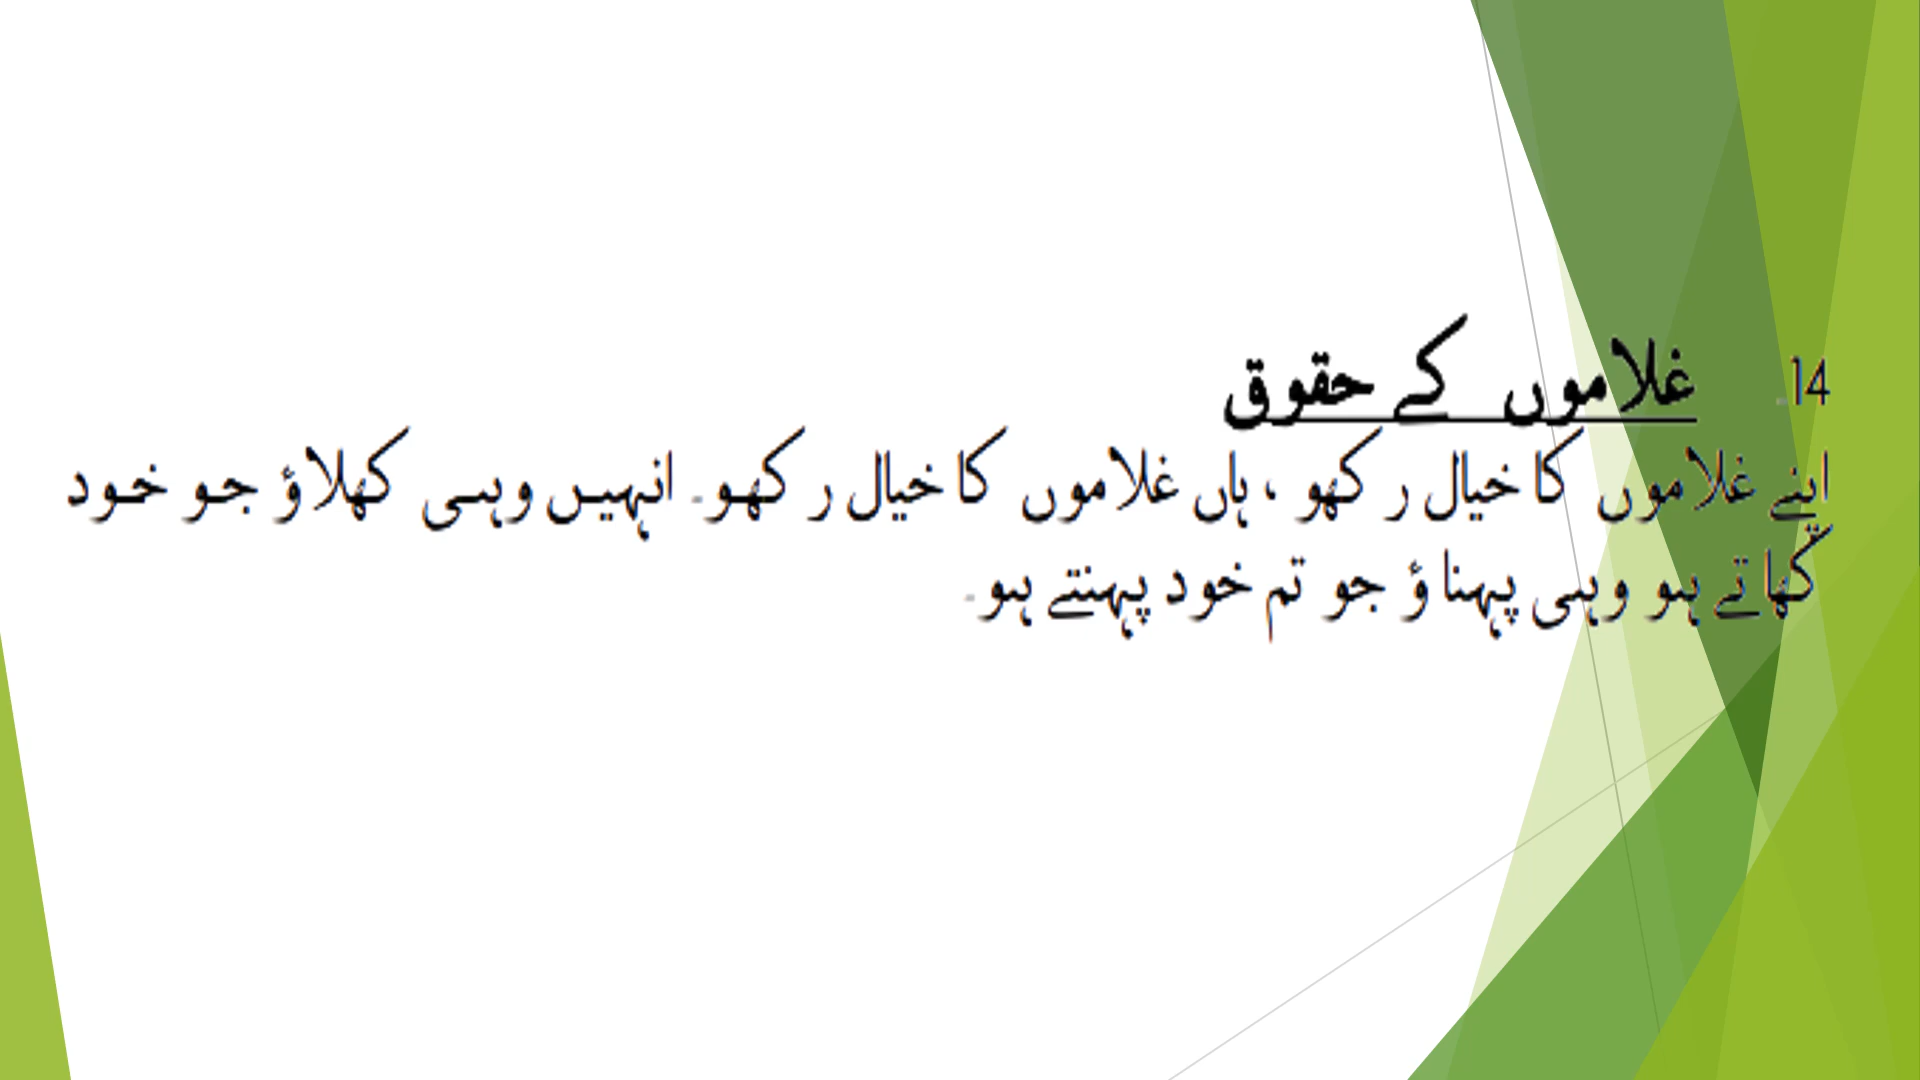 14. غلاموں کے حقوق
اپنے غلاموں کا خیال رکھو ، ہاں غلاموں کا خیال رکھو۔ انہیں وہی کھلاؤ جو خود
کھاتے ہو وہی پہناؤ جو تم خود پہنتے ہو۔